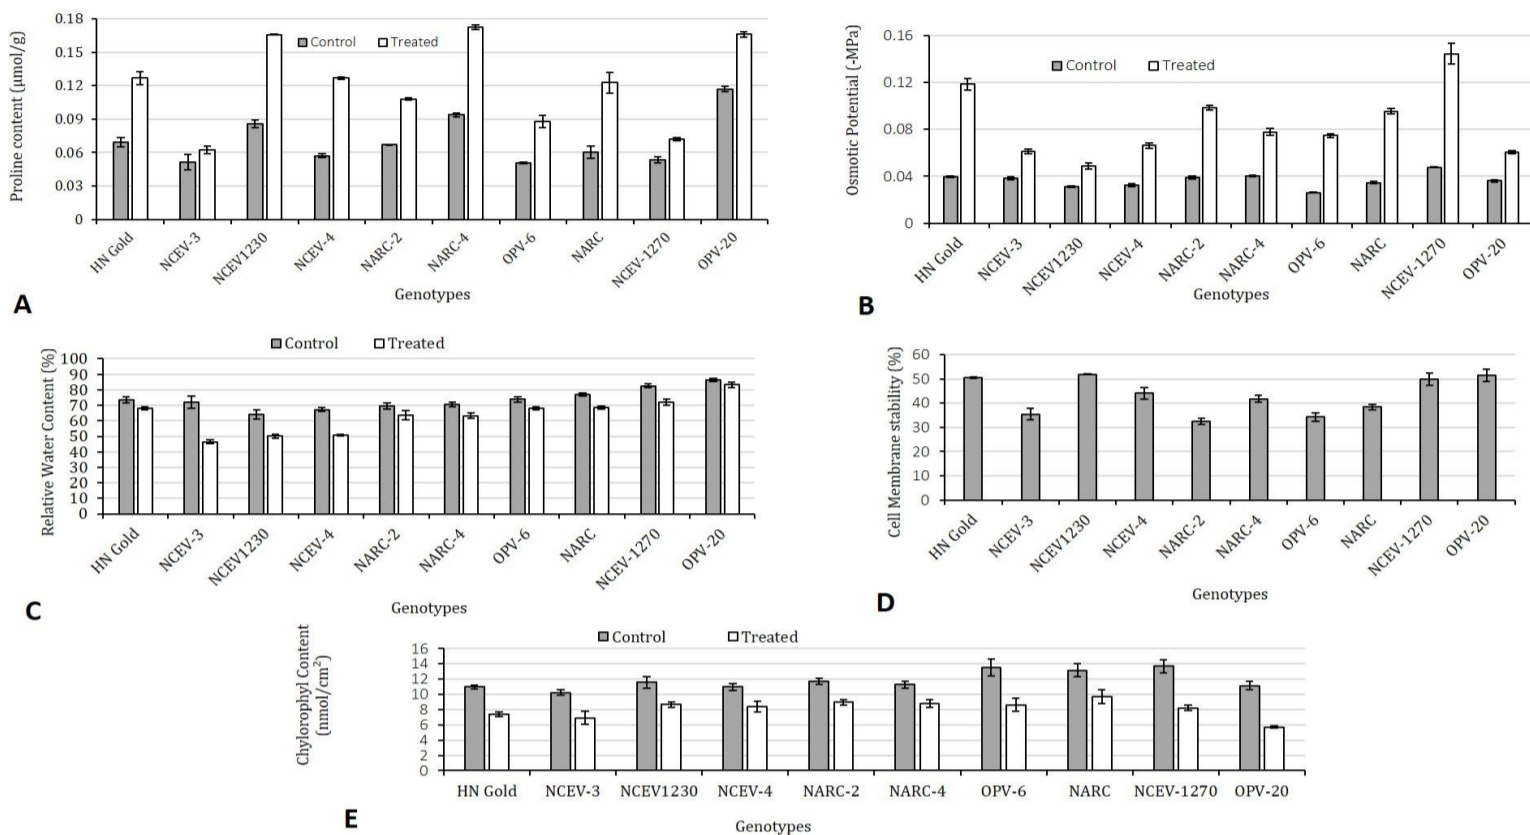 Proline content (µmol/g)
0.18
0.15
0.12
0.09
0.06
0.03
0
Control Treated
HN Gold NCEV-3 NCEV1230 NCEV-4 NARC-2 NARC-4 OPV-6 NARC NCEV-1270 OPV-20
Genotypes
A
Osmotic Potential (-MPa)
0.16
0.12
0.08
0.04
0
Control Treated
HN Gold NCEV-3 NCEV1230 NCEV-4 NARC-2 NARC-4 OPV-6 NARC NCEV-1270 OPV-20
Genotypes
B
Control Treated
Relative Water Content (%)
100
90
80
70
60
50
40
30
20
10
0
HN Gold NCEV-3 NCEV1230 NCEV-4 NARC-2 NARC-4 OPV-6 NARC NCEV-1270 OPV-20
Genotypes
C
Cell Membrane stability (%)
60
50
40
30
20
10
0
HN Gold NCEV-3 NCEV1230 NCEV-4 NARC-2 NARC-4 OPV-6 NARC NCEV-1270 OPV-20
Genotypes
D
Control Treated
Chylorophyl Content
(nmol/cm²)
16
14
12
10
8
6
4
2
0
HN Gold NCEV-3 NCEV1230 NCEV-4 NARC-2 NARC-4 OPV-6 NARC NCEV-1270 OPV-20
Genotypes
E